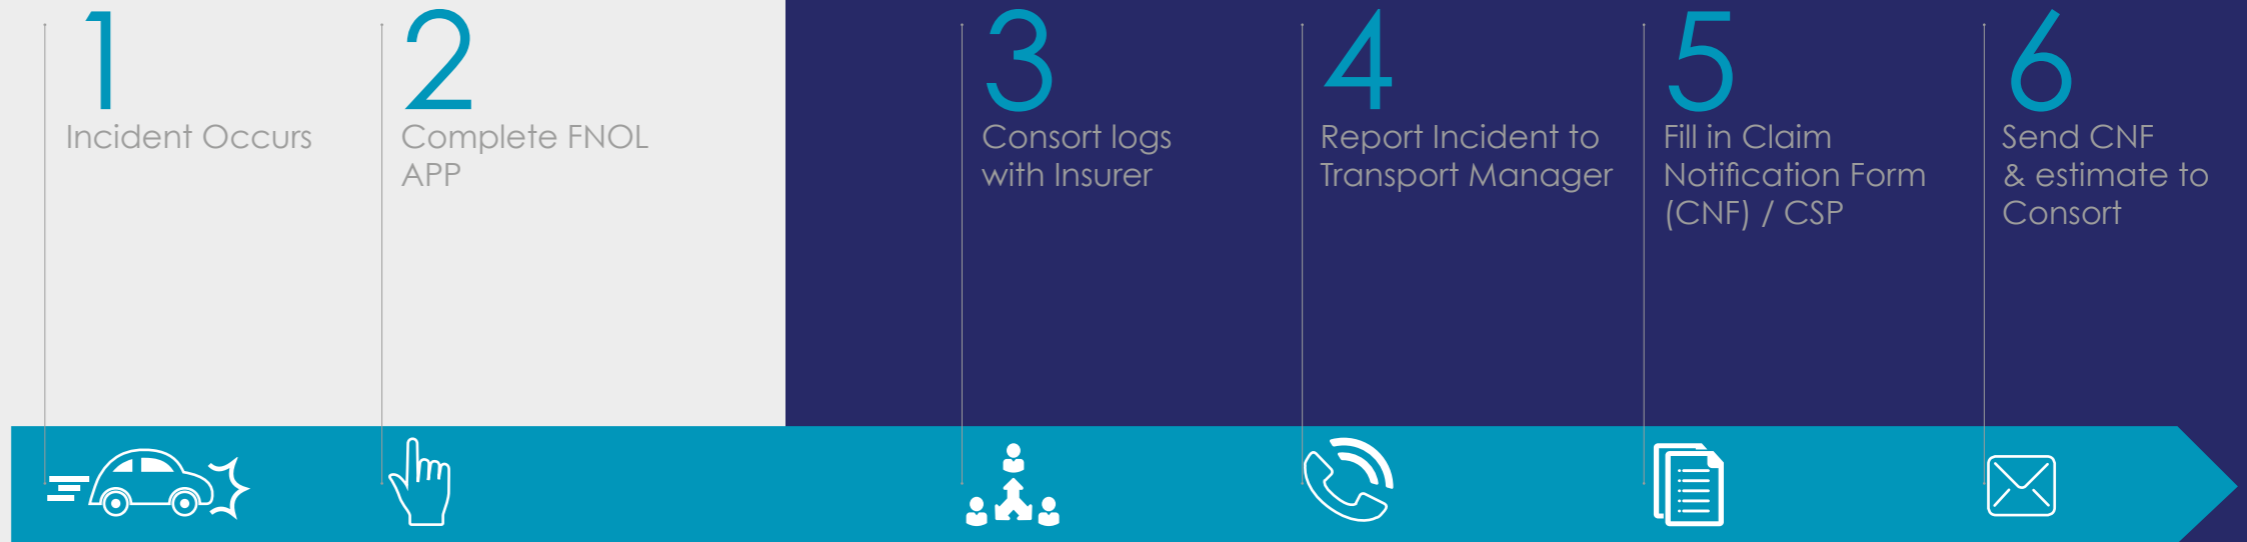 1
Incident Occurs
2
Complete FNOL
APP
3
Consort logs
with Insurer
4
Report Incident to
Transport Manager
5
Fill in Claim
Notification Form
(CNF) / CSP
6
Send CNF
& estimate to
Consort